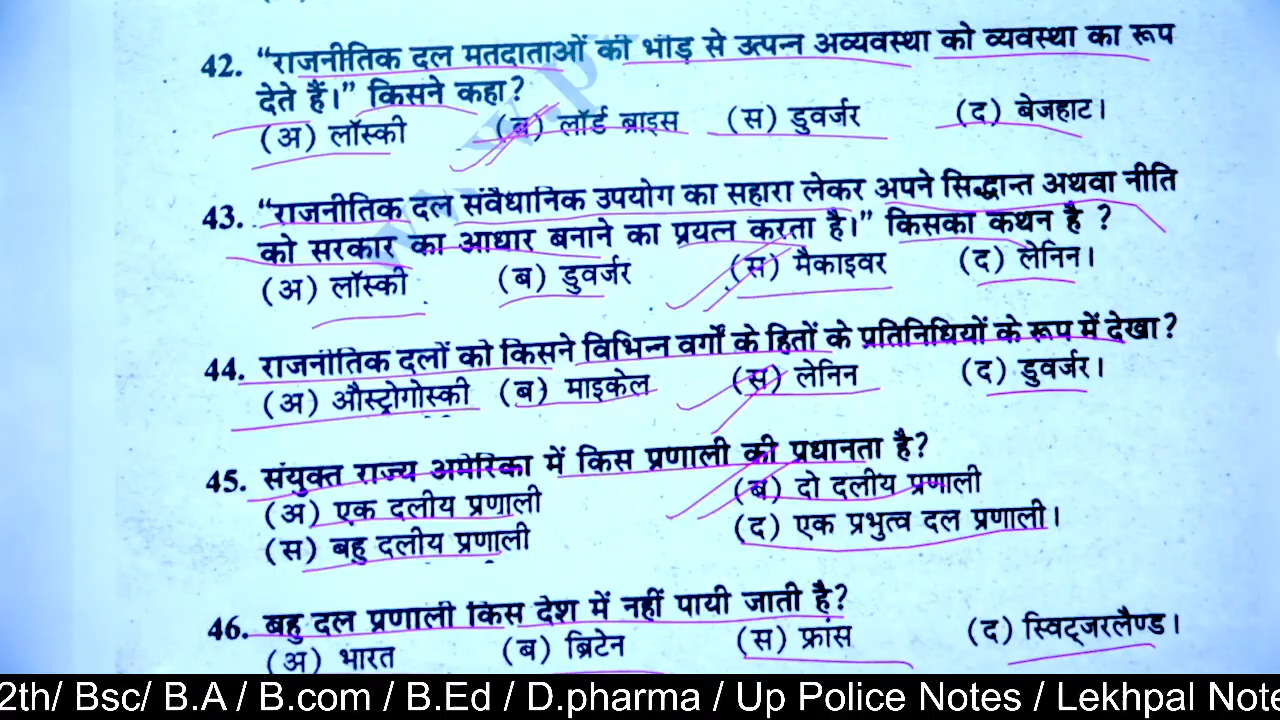 42. “राजनीतिक दल मतदाताओं की भीड़ से उत्पन्न अव्यवस्था को व्यवस्था का रूप
देते हैं।” किसने कहा?
(अ) लॉस्की (ब) लॉर्ड ब्राइस (स) डुवर्जर (द) बेजहाट।
43. “राजनीतिक दल संवैधानिक उपयोग का सहारा लेकर अपने सिद्धान्त अथवा नीति
को सरकार का आधार बनाने का प्रयत्न करता है।” किसका कथन है ?
(अ) लॉस्की (ब) डुवर्जर (स) मैकाइवर (द) लेनिन।
44. राजनीतिक दलों को किसने विभिन्न वर्गों के हितों के प्रतिनिधियों के रूप में देखा?
(अ) औस्ट्रोगोस्की (ब) माइकेल (स) लेनिन (द) डुवर्जर।
45. संयुक्त राज्य अमेरिका में किस प्रणाली की प्रधानता है?
(अ) एक दलीय प्रणाली (ब) दो दलीय प्रणाली
(स) बहु दलीय प्रणाली (द) एक प्रभुत्व दल प्रणाली।
46. बहु दल प्रणाली किस देश में नहीं पायी जाती है?
(अ) भारत (ब) ब्रिटेन (स) फ्रांस (द) स्विट्जरलैण्ड।
2th/ Bsc/ B.A / B.com / B.Ed / D.pharma / Up Police Notes / Lekhpal Note